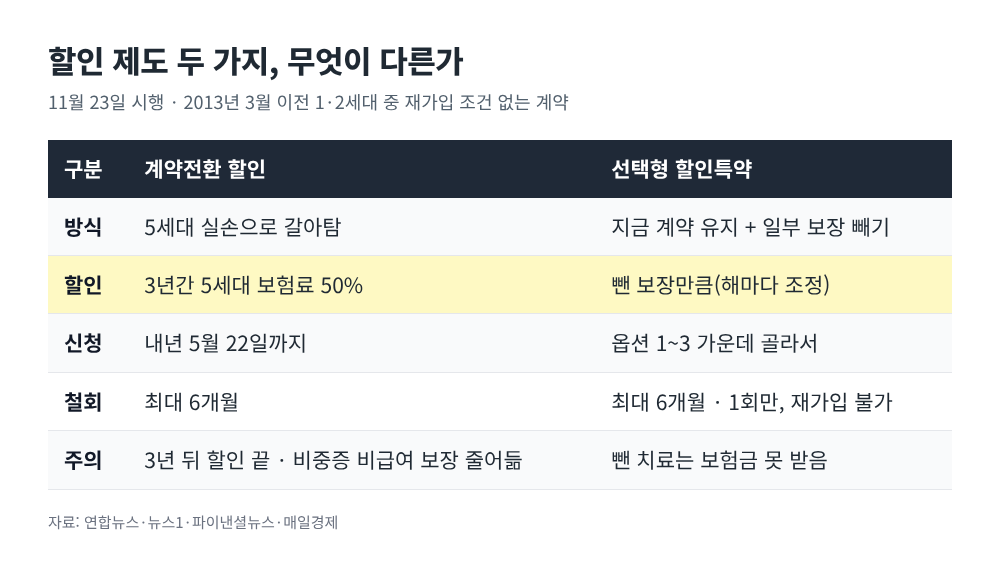 할인 제도 두 가지, 무엇이 다른가
11월 23일 시행 · 2013년 3월 이전 1·2세대 중 재가입 조건 없는 계약
구분 계약전환 할인 선택형 할인특약
방식 5세대 실손으로 갈아탐 지금 계약 유지 + 일부 보장 빼기
할인 3년간 5세대 보험료 50% 뺀 보장만큼(해마다 조정)
신청 내년 5월 22일까지 옵션 1~3 가운데 골라서
철회 최대 6개월 최대 6개월 · 1회만, 재가입 불가
주의 3년 뒤 할인 끝 · 비중증 비급여 보장 줄어듦 뺀 치료는 보험금 못 받음
자료: 연합뉴스·뉴스1·파이낸셜뉴스·매일경제